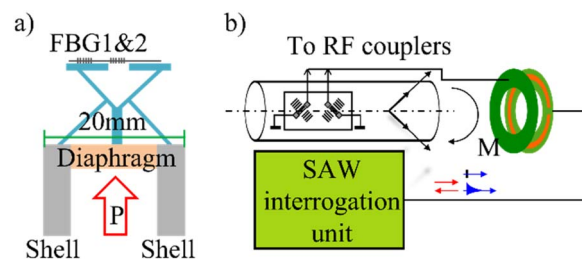 a)
FBG1&2
20mm
Diaphragm
P
Shell
Shell
b)
To RF couplers
M
SAW
interrogation
unit